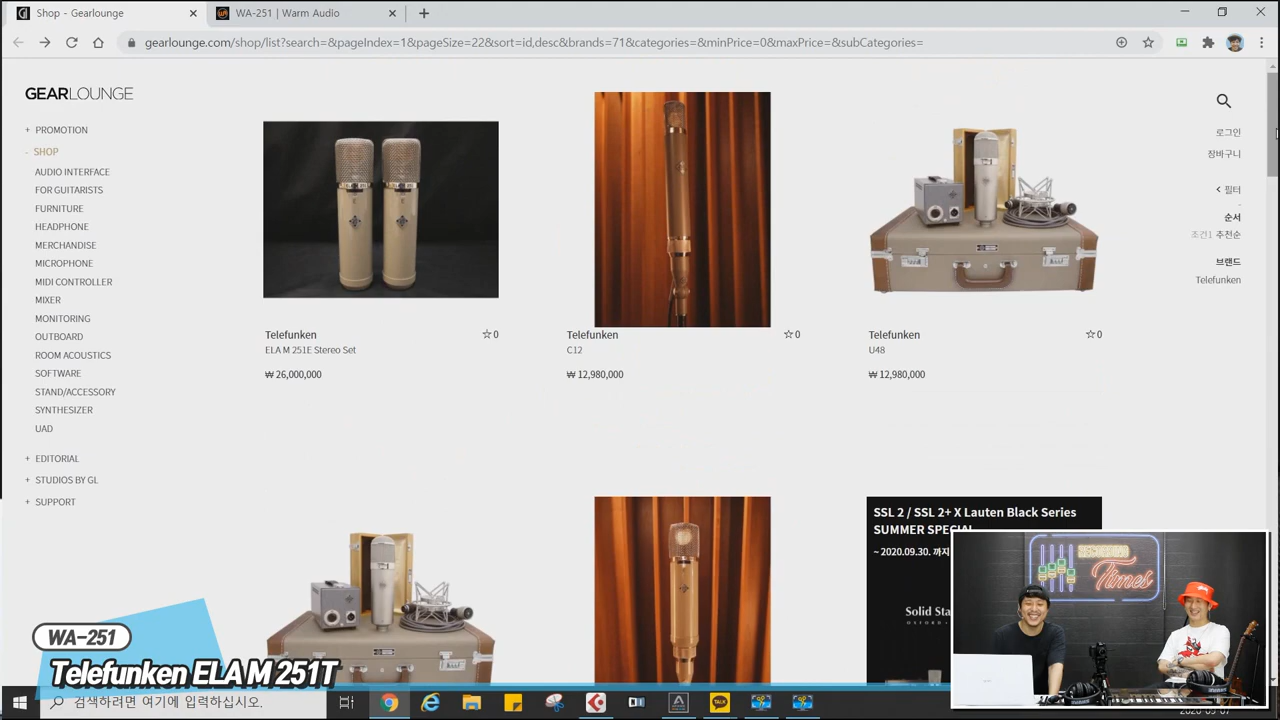 Shop - Gearlounge
WA-251 | Warm Audio
gearlounge.com/shop/list?search=&pageIndex=1&pageSize=22&sort=id,desc&brands=71&categories=&minPrice=0&maxPrice=&subCategories=
GEARLOUNGE
+ PROMOTION
- SHOP
AUDIO INTERFACE
FOR GUITARISTS
FURNITURE
HEADPHONE
MERCHANDISE
MICROPHONE
MIDI CONTROLLER
MIXER
MONITORING
OUTBOARD
ROOM ACOUSTICS
SOFTWARE
STAND/ACCESSORY
SYNTHESIZER
UAD
+ EDITORIAL
+ STUDIOS BY GL
+ SUPPORT
Telefunken ☆0
ELA M 251E Stereo Set
₩ 26,000,000
Telefunken ☆0
C12
₩ 12,980,000
Telefunken ☆0
U48
₩ 12,980,000
로그인
장바구니
< 필터
-
순서
조건1 추천순
브랜드
Telefunken
SSL 2 / SSL 2+ X Lauten Black Series
SUMMER SPECIAL
~ 2020.09.30. 까지
Solid Sta
OXFORD
RECORDING
Times
WA-251
Telefunken ELA M 251T
검색하려면 여기에 입력하십시오.
TALK
2020-09-07